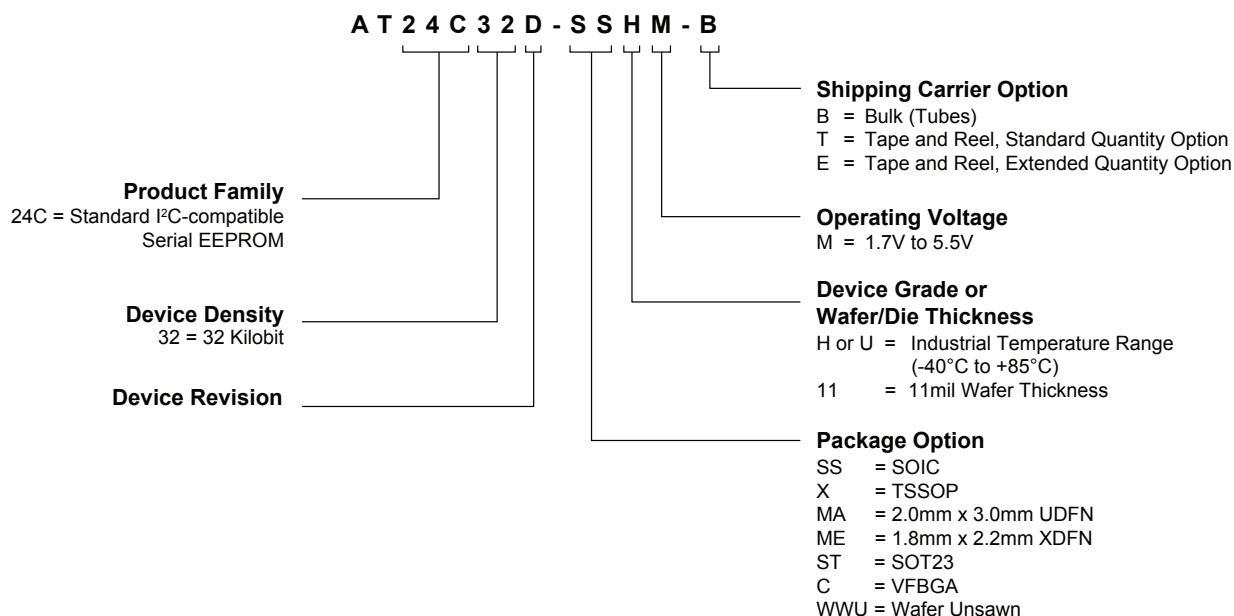 AT24C32D-SSHM-B
Product Family
24C = Standard I²C-compatible
Serial EEPROM
Device Density
32 = 32 Kilobit
Device Revision
Shipping Carrier Option
B = Bulk (Tubes)
T = Tape and Reel, Standard Quantity Option
E = Tape and Reel, Extended Quantity Option
Operating Voltage
M = 1.7V to 5.5V
Device Grade or
Wafer/Die Thickness
H or U = Industrial Temperature Range
(-40°C to +85°C)
11 = 11mil Wafer Thickness
Package Option
SS = SOIC
X = TSSOP
MA = 2.0mm x 3.0mm UDFN
ME = 1.8mm x 2.2mm XDFN
ST = SOT23
C = VFBGA
WWU = Wafer Unsawn